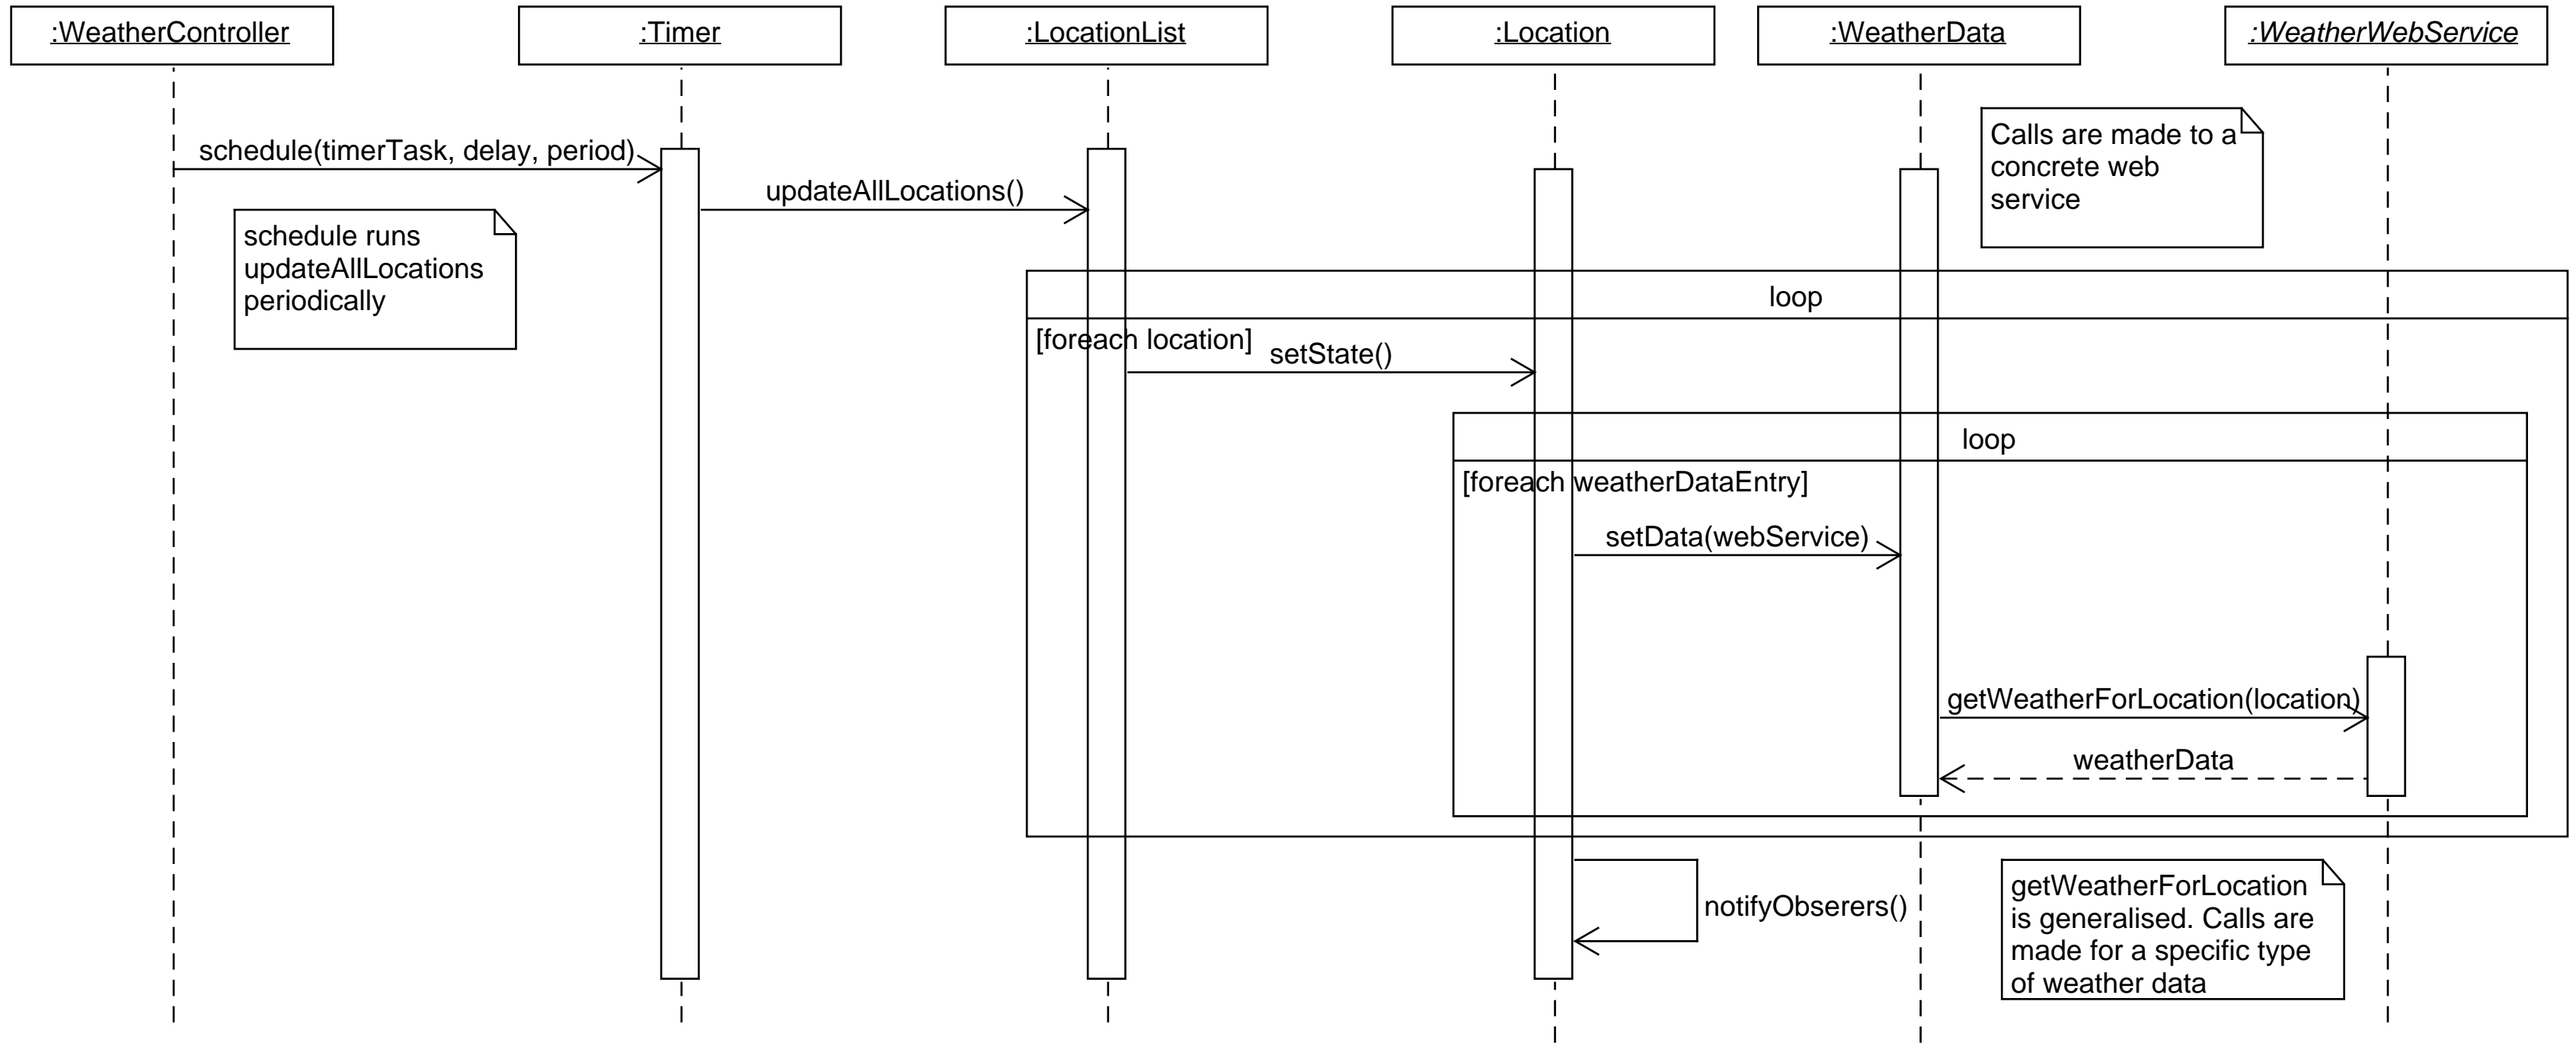 :WeatherController
:Timer
:LocationList
:Location
:WeatherData
:WeatherWebService
Calls are made to a
concrete web
service
schedule(timerTask, delay, period)
updateAllLocations()
schedule runs
updateAllLocations
periodically
loop
[foreach location]
setState()
loop
[foreach weatherDataEntry]
setData(webService)
getWeatherForLocation(location)
weatherData
notifyObserers()
getWeatherForLocation
is generalised. Calls are
made for a specific type
of weather data